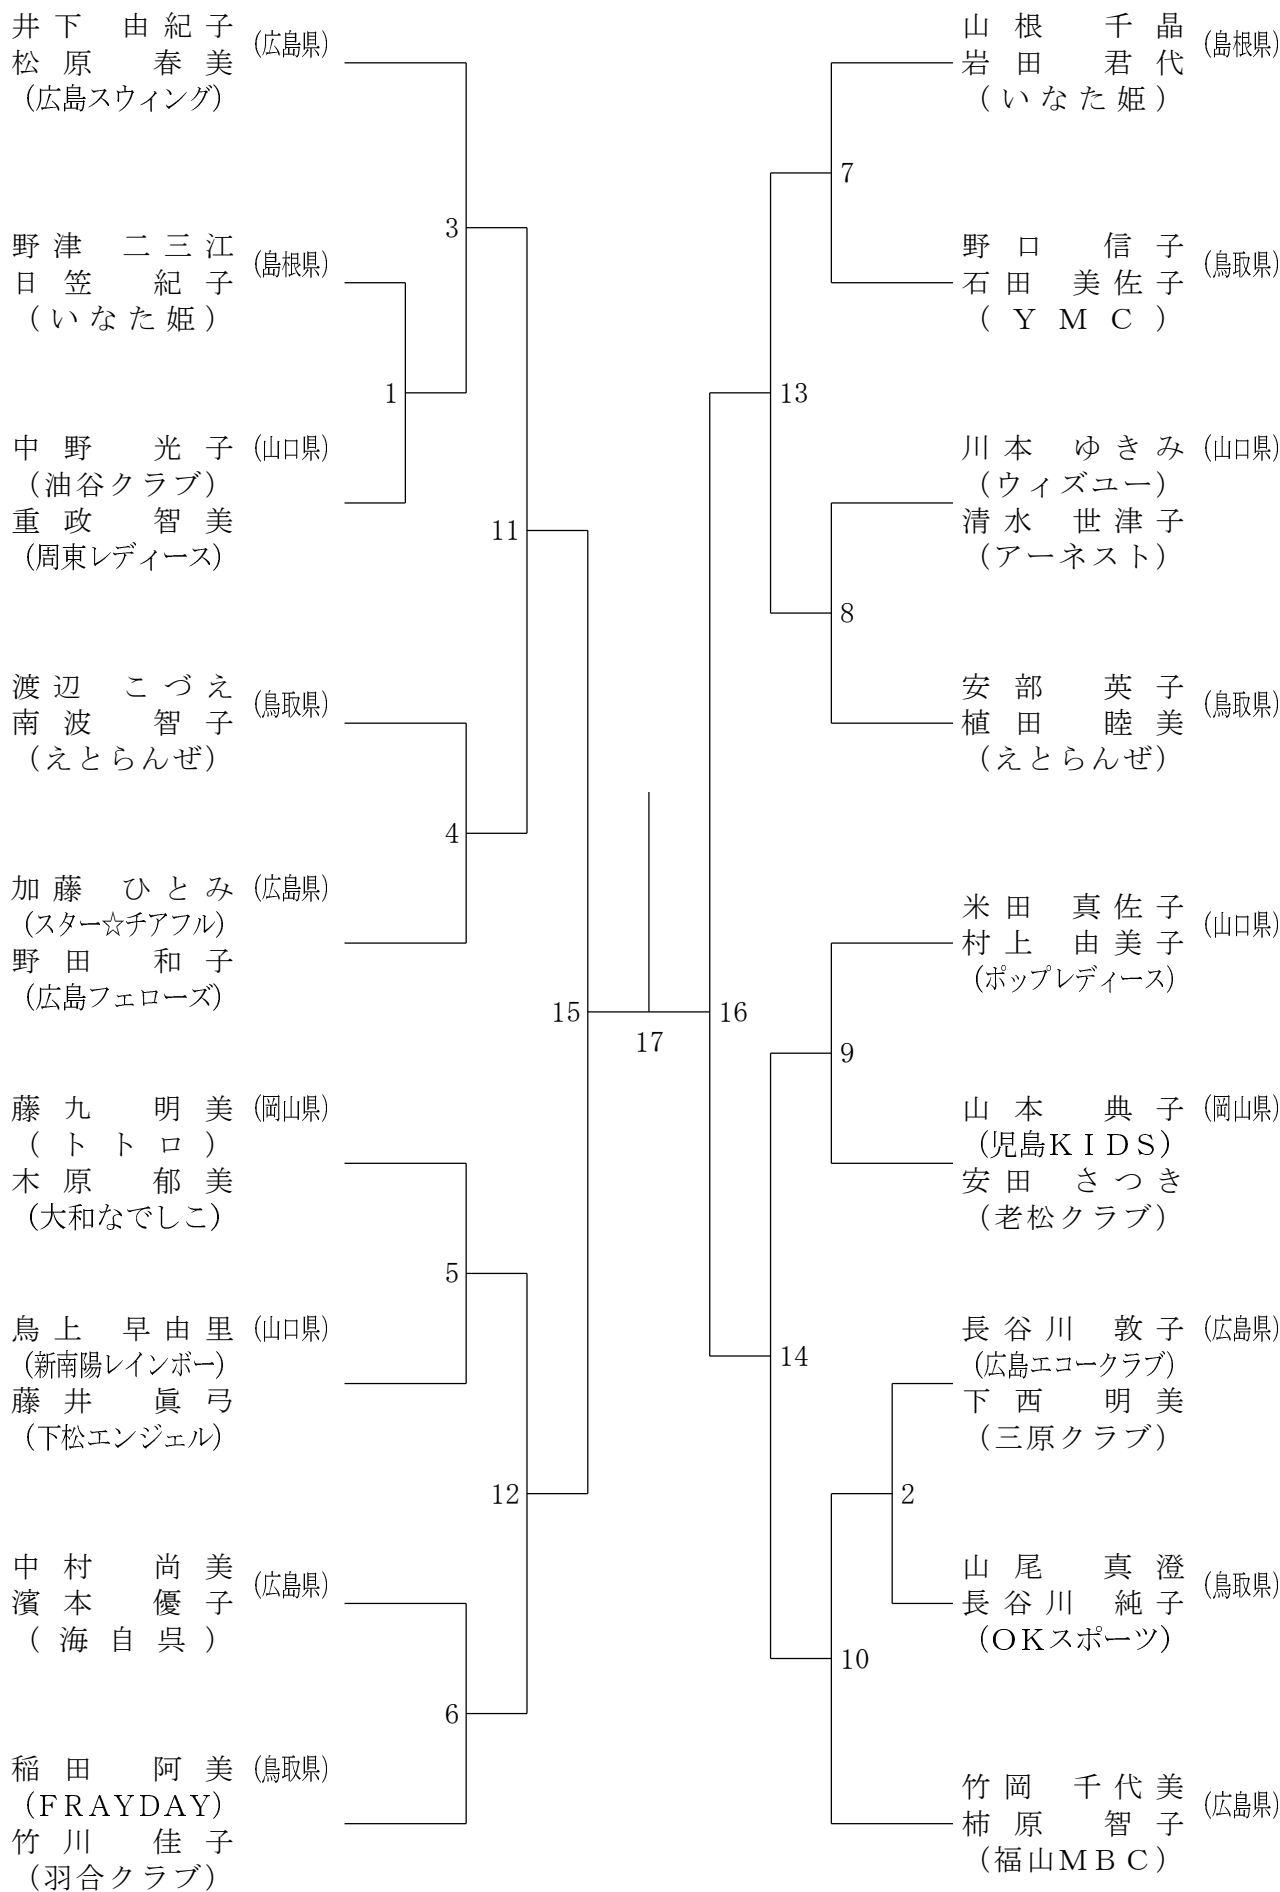 井下 由紀子 (広島県)
松原 春美
(広島スウィング)
野津 二三江 (島根県)
日笠 紀子
(いなた姫)
中野 光子 (山口県)
(油谷クラブ)
重政 智美
(周東レディース)
渡辺 こづえ (鳥取県)
南波 智子
(えとらんぜ)
加藤 ひとみ (広島県)
(スター☆チアフル)
野田 和子
(広島フェローズ)
藤九 明美 (岡山県)
(トトロ)
木原 郁美
(大和なでしこ)
鳥上 早由里 (山口県)
(新南陽レインボー)
藤井 眞弓
(下松エンジェル)
中村 尚美 (広島県)
濱本 優子
(海自呉)
稲田 阿美 (鳥取県)
(FRAYDAY)
竹川 佳子
(羽合クラブ)
3
1
11
4
15
5
12
6
17
7
13
8
16
9
14
2
10
山根 千晶 (島根県)
岩田 君代
(いなた姫)
野口 信子 (鳥取県)
石田 美佐子
(YMC)
川本 ゆきみ (山口県)
(ウィズユー)
清水 世津子
(アーネスト)
安部 英子 (鳥取県)
植田 睦美
(えとらんぜ)
米田 真佐子 (山口県)
村上 由美子
(ポップレディース)
山本 典子 (岡山県)
(児島KIDS)
安田 さつき
(老松クラブ)
長谷川 敦子 (広島県)
(広島エコークラブ)
下西 明美
(三原クラブ)
山尾 真澄 (鳥取県)
長谷川 純子
(OKスポーツ)
竹岡 千代美 (広島県)
柿原 智子
(福山MBC)